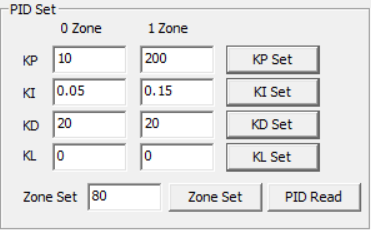 PID Set
0 Zone 1 Zone
KP 10 200 KP Set
KI 0.05 0.15 KI Set
KD 20 20 KD Set
KL 0 0 KL Set
Zone Set 80 Zone Set PID Read